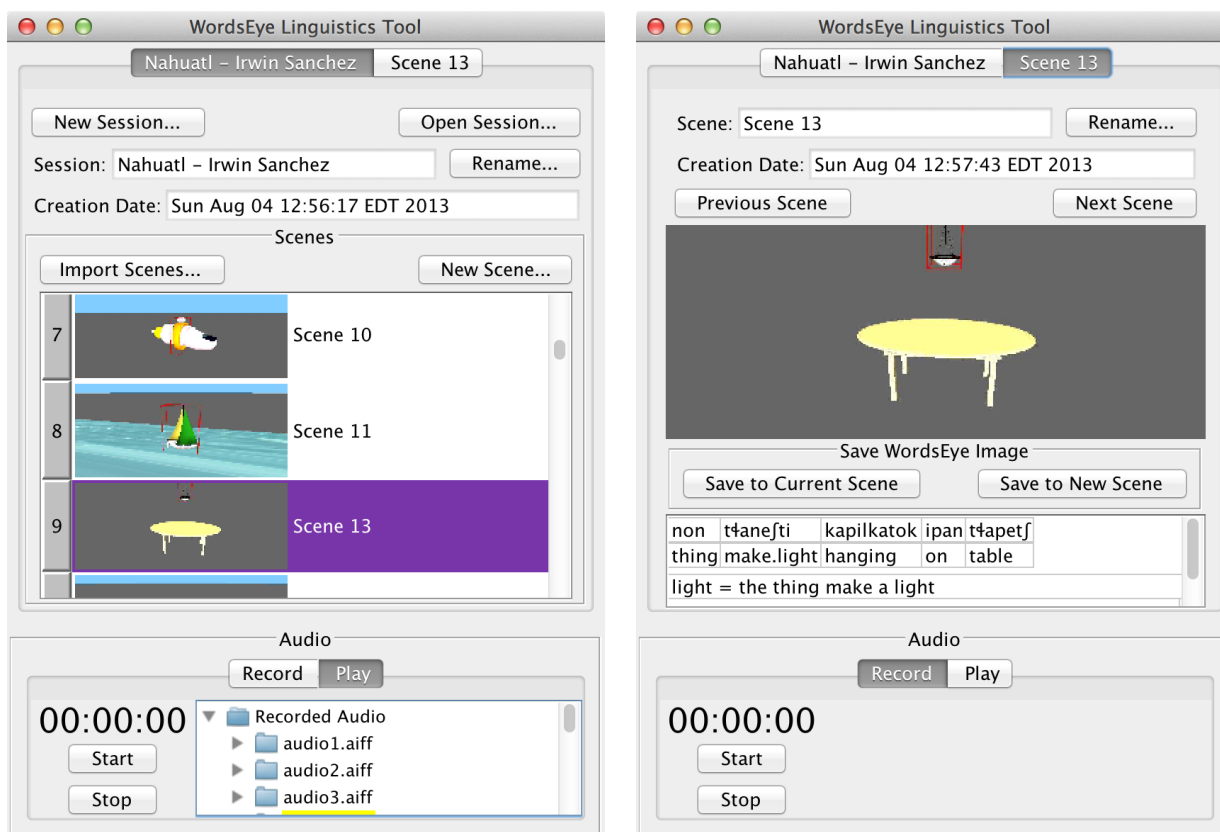 WordsEye Linguistics Tool
Nahuatl – Irwin Sanchez Scene 13
New Session... Open Session...
Session: Nahuatl – Irwin Sanchez Rename...
Creation Date: Sun Aug 04 12:56:17 EDT 2013
Scenes
Import Scenes... New Scene...
7 Scene 10
8 Scene 11
9 Scene 13
Audio
Record Play
00:00:00
Start
Stop
Recorded Audio
audio1.aiff
audio2.aiff
audio3.aiff
WordsEye Linguistics Tool
Nahuatl – Irwin Sanchez Scene 13
Scene: Scene 13 Rename...
Creation Date: Sun Aug 04 12:57:43 EDT 2013
Previous Scene Next Scene
Save WordsEye Image
Save to Current Scene Save to New Scene
non tɬaneʃti kapilkatok ipan tɬapetʃ
thing make.light hanging on table
light = the thing make a light
Audio
Record Play
00:00:00
Start
Stop